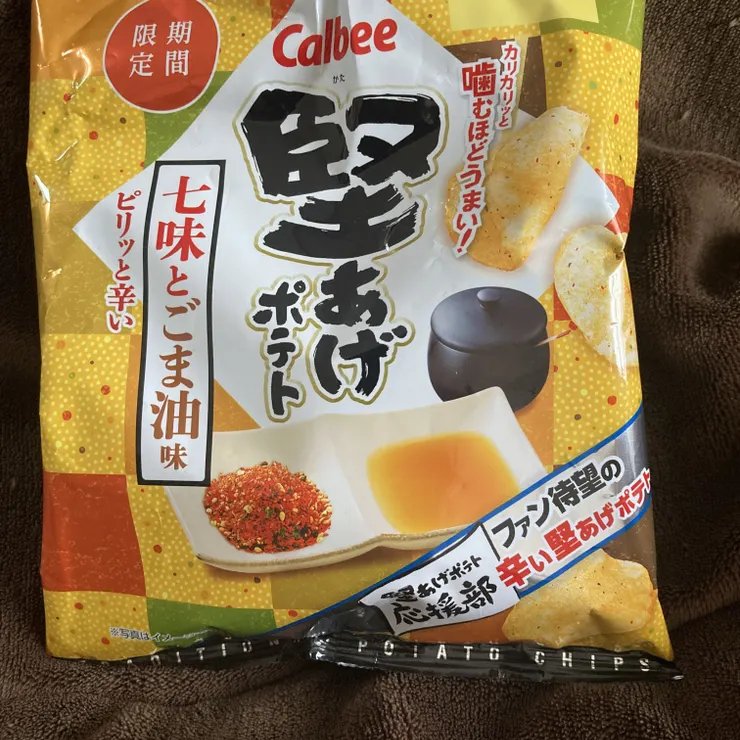 期間
限定
Calbee
かた
堅あげ
ポテト
カリカリッと
噛むほどうまい！
七味とごま油味
ピリッと辛い
ファン待望の
辛い堅あげポテト
堅あげポテト
応援部
※写真はイメ
DITION
POTATO CHIPS